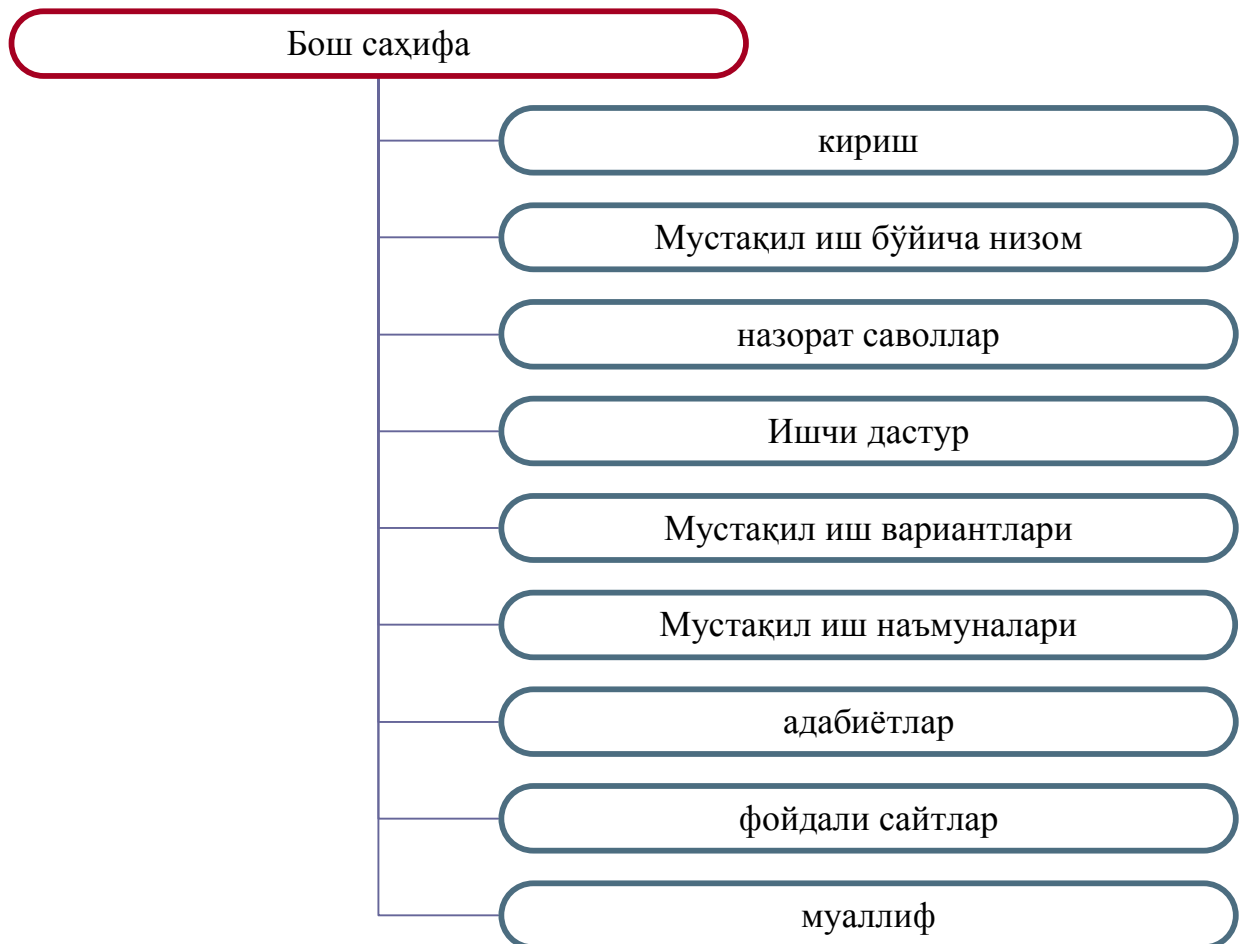 Бош саҳифа
кириш
Мустақил иш бўйича низом
назорат саволлар
Ишчи дастур
Мустақил иш вариантлари
Мустақил иш наъмуналари
адабиётлар
фойдали сайтлар
муаллиф